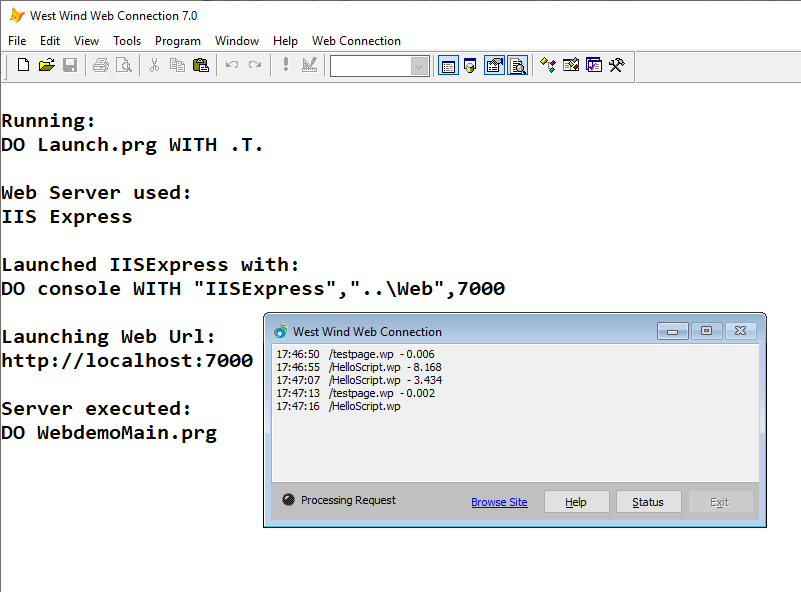 West Wind Web Connection 7.0
File Edit View Tools Program Window Help Web Connection
Running:
DO Launch.prg WITH .T.
Web Server used:
IIS Express
Launched IISExpress with:
DO console WITH "IISExpress","..\Web",7000
Launching Web Url:
http://localhost:7000
Server executed:
DO WebdemoMain.prg
West Wind Web Connection
17:46:50 /testpage.wp - 0.006
17:46:55 /HelloScript.wp - 8.168
17:47:07 /HelloScript.wp - 3.434
17:47:13 /testpage.wp - 0.002
17:47:16 /HelloScript.wp
Processing Request Browse Site Help Status Exit